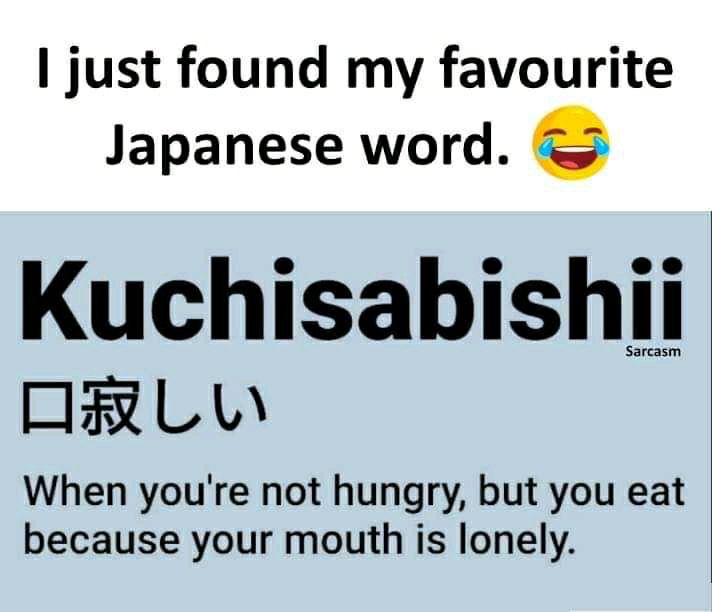 I just found my favourite
Japanese word. 😂
Kuchisabishii
Sarcasm
口寂しい
When you're not hungry, but you eat
because your mouth is lonely.